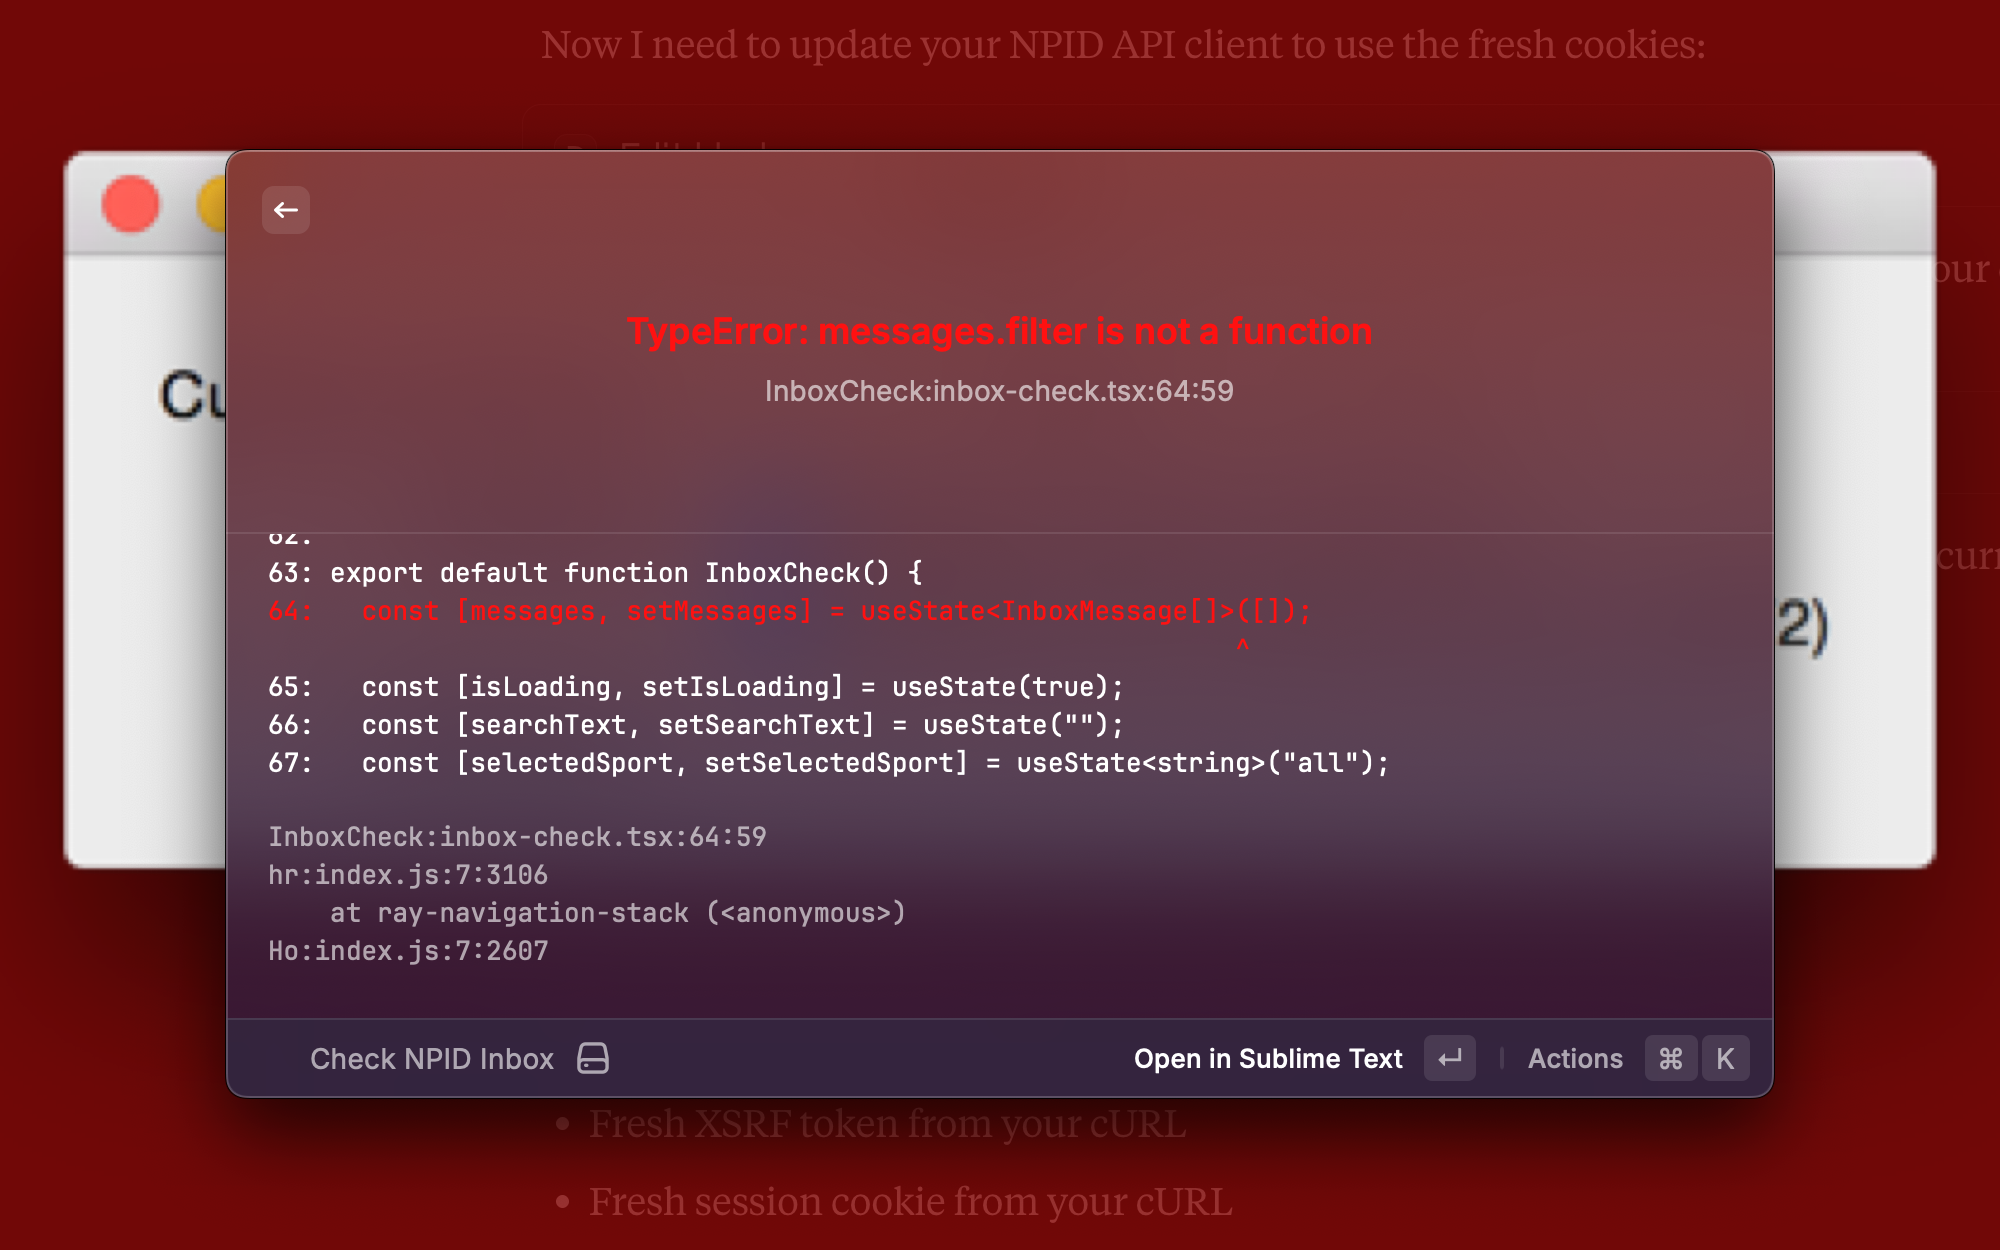 Now I need to update your NPID API client to use the fresh cookies:
TypeError: messages.filter is not a function
InboxCheck:inbox-check.tsx:64:59
62:
63: export default function InboxCheck() {
64:   const [messages, setMessages] = useState<InboxMessage[]>([]);
^
65:   const [isLoading, setIsLoading] = useState(true);
66:   const [searchText, setSearchText] = useState("");
67:   const [selectedSport, setSelectedSport] = useState<string>("all");
InboxCheck:inbox-check.tsx:64:59
hr:index.js:7:3106
    at ray-navigation-stack (<anonymous>)
Ho:index.js:7:2607
Check NPID Inbox
Open in Sublime Text
Actions
⌘ K
• Fresh XSRF token from your cURL
• Fresh session cookie from your cURL